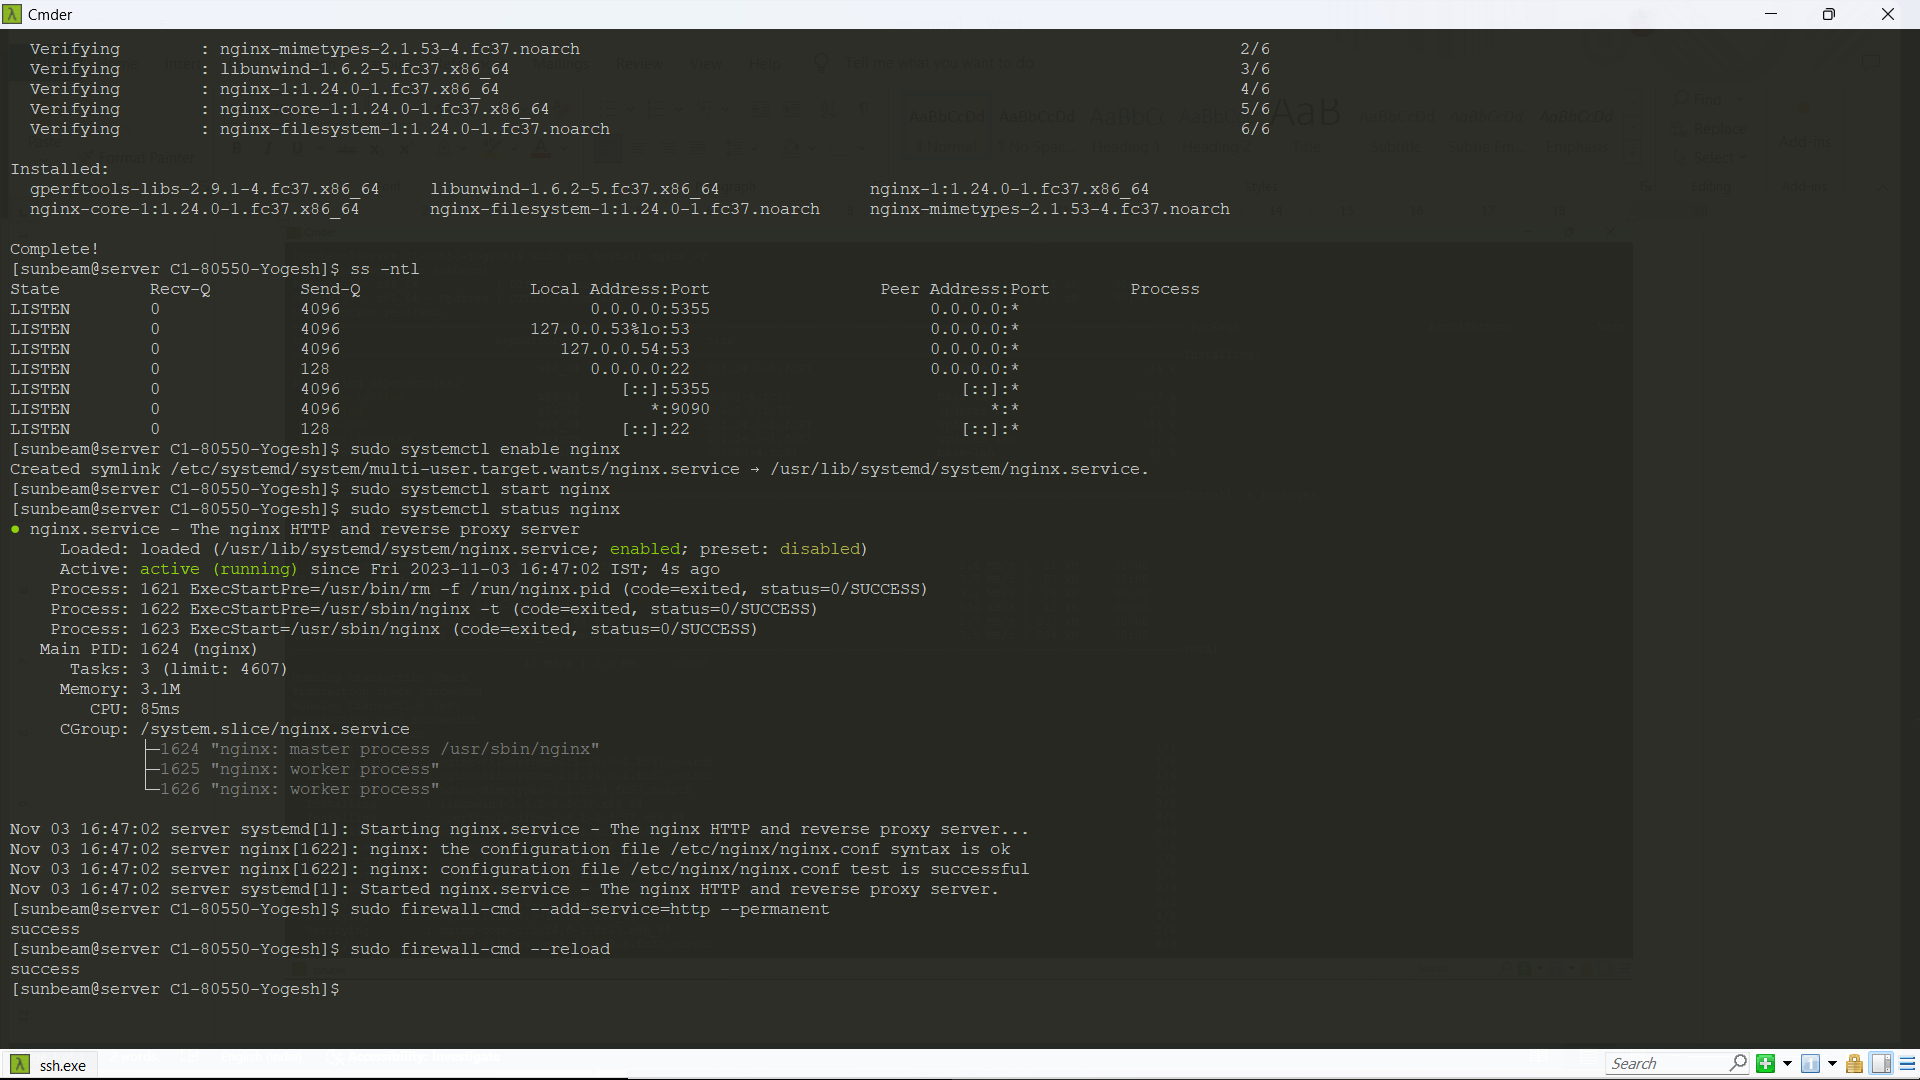 Cmder
Verifying : nginx-mimetypes-2.1.53-4.fc37.noarch 2/6
Verifying : libunwind-1.6.2-5.fc37.x86_64 3/6
Verifying : nginx-1:1.24.0-1.fc37.x86_64 4/6
Verifying : nginx-core-1:1.24.0-1.fc37.x86_64 5/6
Verifying : nginx-filesystem-1:1.24.0-1.fc37.noarch 6/6
Installed:
gperftools-libs-2.9.1-4.fc37.x86_64 libunwind-1.6.2-5.fc37.x86_64 nginx-1:1.24.0-1.fc37.x86_64
nginx-core-1:1.24.0-1.fc37.x86_64 nginx-filesystem-1:1.24.0-1.fc37.noarch nginx-mimetypes-2.1.53-4.fc37.noarch
Complete!
[sunbeam@server C1-80550-Yogesh]$ ss -ntl
State Recv-Q Send-Q Local Address:Port Peer Address:Port Process
LISTEN 0 4096 0.0.0.0:5355 0.0.0.0:*
LISTEN 0 4096 127.0.0.53%lo:53 0.0.0.0:*
LISTEN 0 4096 127.0.0.54:53 0.0.0.0:*
LISTEN 0 128 0.0.0.0:22 0.0.0.0:*
LISTEN 0 4096 [::]:5355 [::]:*
LISTEN 0 4096 *:9090 *:*
LISTEN 0 128 [::]:22 [::]:*
[sunbeam@server C1-80550-Yogesh]$ sudo systemctl enable nginx
Created symlink /etc/systemd/system/multi-user.target.wants/nginx.service → /usr/lib/systemd/system/nginx.service.
[sunbeam@server C1-80550-Yogesh]$ sudo systemctl start nginx
[sunbeam@server C1-80550-Yogesh]$ sudo systemctl status nginx
● nginx.service - The nginx HTTP and reverse proxy server
Loaded: loaded (/usr/lib/systemd/system/nginx.service; enabled; preset: disabled)
Active: active (running) since Fri 2023-11-03 16:47:02 IST; 4s ago
Process: 1621 ExecStartPre=/usr/bin/rm -f /run/nginx.pid (code=exited, status=0/SUCCESS)
Process: 1622 ExecStartPre=/usr/sbin/nginx -t (code=exited, status=0/SUCCESS)
Process: 1623 ExecStart=/usr/sbin/nginx (code=exited, status=0/SUCCESS)
Main PID: 1624 (nginx)
Tasks: 3 (limit: 4607)
Memory: 3.1M
CPU: 85ms
CGroup: /system.slice/nginx.service
├─1624 "nginx: master process /usr/sbin/nginx"
├─1625 "nginx: worker process"
└─1626 "nginx: worker process"
Nov 03 16:47:02 server systemd[1]: Starting nginx.service - The nginx HTTP and reverse proxy server...
Nov 03 16:47:02 server nginx[1622]: nginx: the configuration file /etc/nginx/nginx.conf syntax is ok
Nov 03 16:47:02 server nginx[1622]: nginx: configuration file /etc/nginx/nginx.conf test is successful
Nov 03 16:47:02 server systemd[1]: Started nginx.service - The nginx HTTP and reverse proxy server.
[sunbeam@server C1-80550-Yogesh]$ sudo firewall-cmd --add-service=http --permanent
success
[sunbeam@server C1-80550-Yogesh]$ sudo firewall-cmd --reload
success
[sunbeam@server C1-80550-Yogesh]$
ssh.exe Search